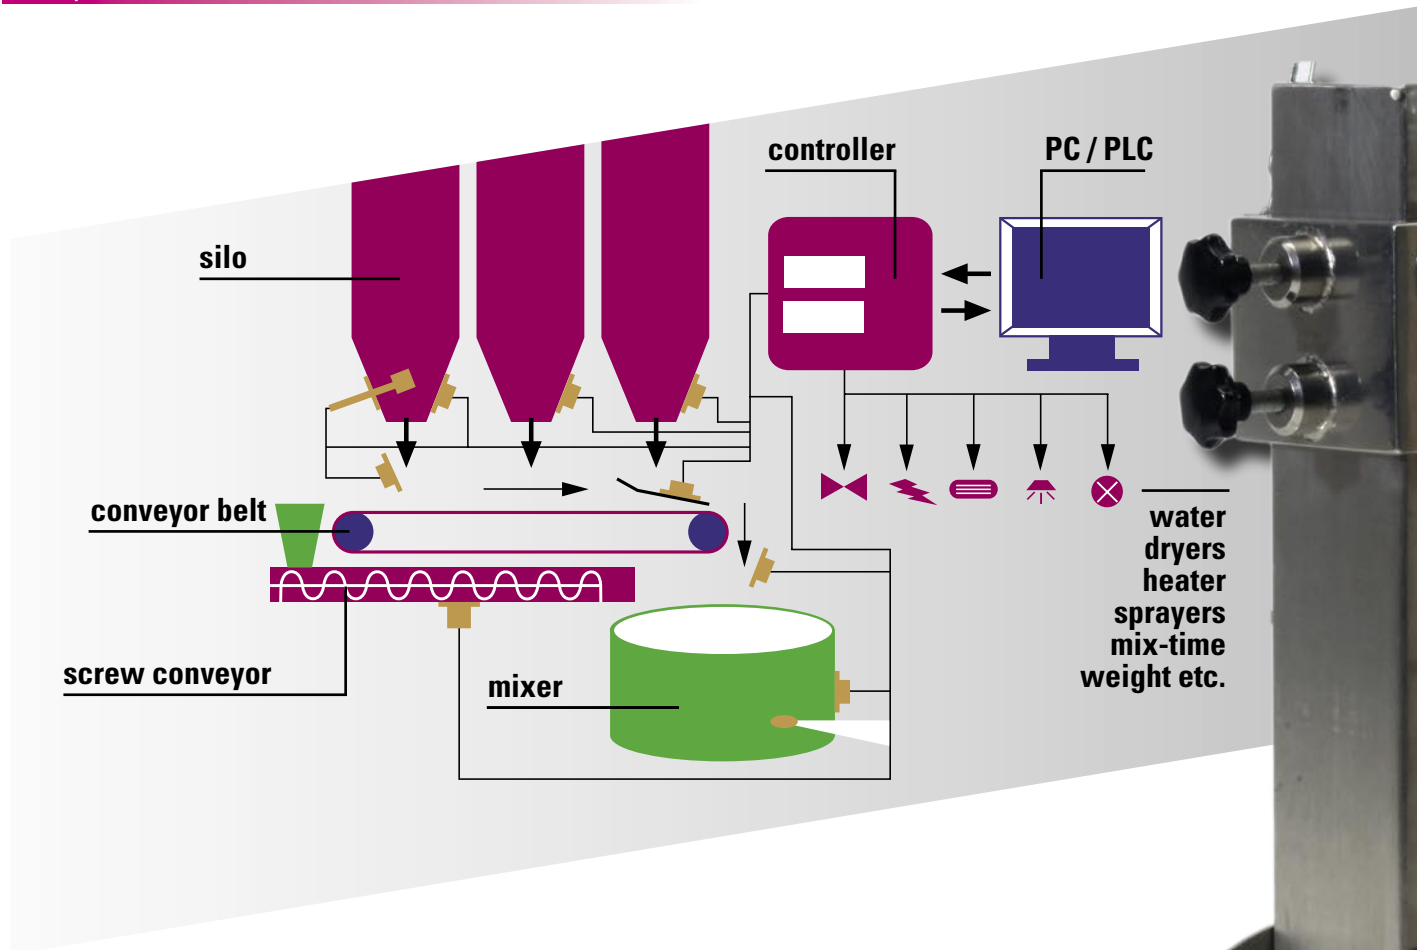 controller
PC / PLC
silo
conveyor belt
water
dryers
heater
sprayers
mix-time
weight etc.
screw conveyor
mixer